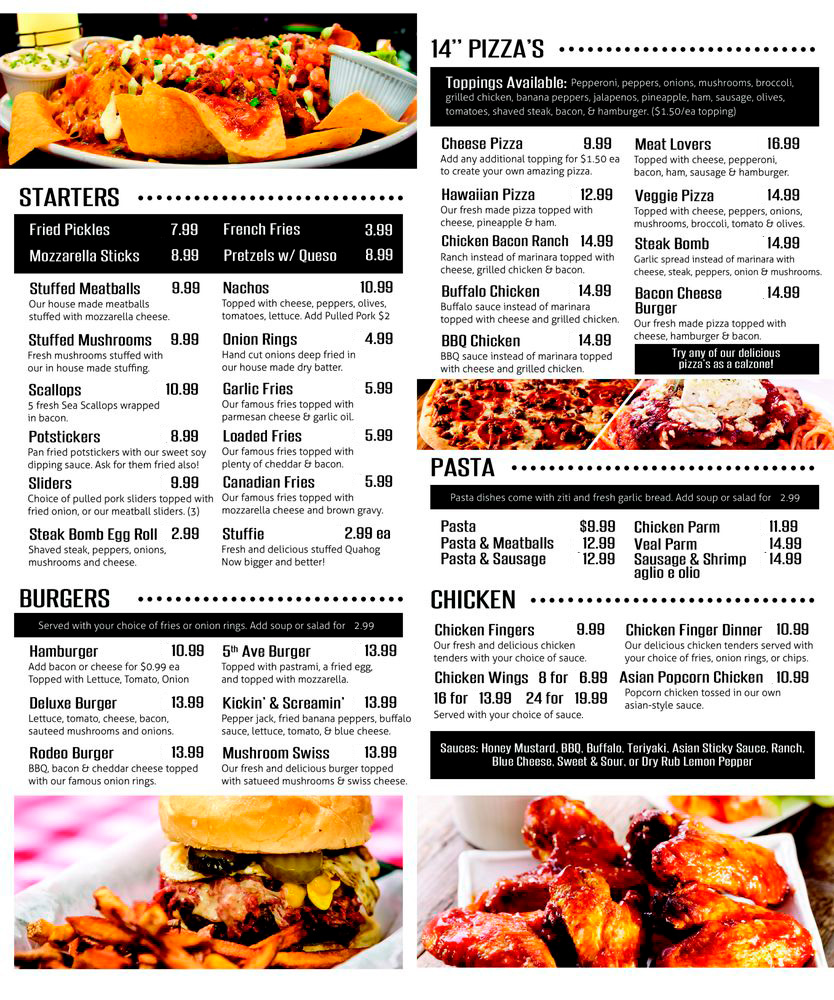 STARTERS
Fried Pickles 7.99
Mozzarella Sticks 8.99
French Fries 3.99
Pretzels w/ Queso 8.99
Stuffed Meatballs 9.99
Our house made meatballs
stuffed with mozzarella cheese.
Stuffed Mushrooms 9.99
Fresh mushrooms stuffed with
our in house made stuffing.
Scallops 10.99
5 fresh Sea Scallops wrapped
in bacon.
Potstickers 8.99
Pan fried potstickers with our sweet soy
dipping sauce. Ask for them fried also!
Sliders 9.99
Choice of pulled pork sliders topped with
fried onion, or our meatball sliders. (3)
Steak Bomb Egg Roll 2.99
Shaved steak, peppers, onions,
mushrooms and cheese.
Nachos 10.99
Topped with cheese, peppers, olives,
tomatoes, lettuce. Add Pulled Pork $2
Onion Rings 4.99
Hand cut onions deep fried in
our house made dry batter.
Garlic Fries 5.99
Our famous fries topped with
parmesan cheese & garlic oil.
Loaded Fries 5.99
Our famous fries topped with
plenty of cheddar & bacon.
Canadian Fries 5.99
Our famous fries topped with
mozzarella cheese and brown gravy.
Stuffie 2.99 ea
Fresh and delicious stuffed Quahog
Now bigger and better!
BURGERS
Served with your choice of fries or onion rings. Add soup or salad for 2.99
Hamburger 10.99
Add bacon or cheese for $0.99 ea
Topped with Lettuce, Tomato, Onion
Deluxe Burger 13.99
Lettuce, tomato, cheese, bacon,
sauteed mushrooms and onions.
Rodeo Burger 13.99
BBQ, bacon & cheddar cheese topped
with our famous onion rings.
5th Ave Burger 13.99
Topped with pastrami, a fried egg,
and topped with mozzarella.
Kickin' & Screamin' 13.99
Pepper jack, fried banana peppers, buffalo
sauce, lettuce, tomato, & blue cheese.
Mushroom Swiss 13.99
Our fresh and delicious burger topped
with satueed mushrooms & swiss cheese.
14" PIZZA'S
Toppings Available: Pepperoni, peppers, onions, mushrooms, broccoli,
grilled chicken, banana peppers, jalapenos, pineapple, ham, sausage, olives,
tomatoes, shaved steak, bacon, & hamburger. ($1.50/ea topping)
Cheese Pizza 9.99
Add any additional topping for $1.50 ea
to create your own amazing pizza.
Hawaiian Pizza 12.99
Our fresh made pizza topped with
cheese, pineapple & ham.
Chicken Bacon Ranch 14.99
Ranch instead of marinara topped with
cheese, grilled chicken & bacon.
Buffalo Chicken 14.99
Buffalo sauce instead of marinara
topped with cheese and grilled chicken.
BBQ Chicken 14.99
BBQ sauce instead of marinara topped
with cheese and grilled chicken.
Meat Lovers 16.99
Topped with cheese, pepperoni,
bacon, ham, sausage & hamburger.
Veggie Pizza 14.99
Topped with cheese, peppers, onions,
mushrooms, broccoli, tomato & olives.
Steak Bomb 14.99
Garlic spread instead of marinara with
cheese, steak, peppers, onion & mushrooms.
Bacon Cheese 14.99
Burger
Our fresh made pizza topped with
cheese, hamburger & bacon.
Try any of our delicious
pizza's as a calzone!
PASTA
Pasta dishes come with ziti and fresh garlic bread. Add soup or salad for 2.99
Pasta $9.99
Pasta & Meatballs 12.99
Pasta & Sausage 12.99
Chicken Parm 11.99
Veal Parm 14.99
Sausage & Shrimp 14.99
aglio e olio
CHICKEN
Chicken Fingers 9.99
Our fresh and delicious chicken
tenders with your choice of sauce.
Chicken Wings 8 for 6.99
16 for 13.99 24 for 19.99
Served with your choice of sauce.
Chicken Finger Dinner 10.99
Our delicious chicken tenders served with
your choice of fries, onion rings, or chips.
Asian Popcorn Chicken 10.99
Popcorn chicken tossed in our own
asian-style sauce.
Sauces: Honey Mustard, BBQ, Buffalo, Teriyaki, Asian Sticky Sauce, Ranch,
Blue Cheese, Sweet & Sour, or Dry Rub Lemon Pepper